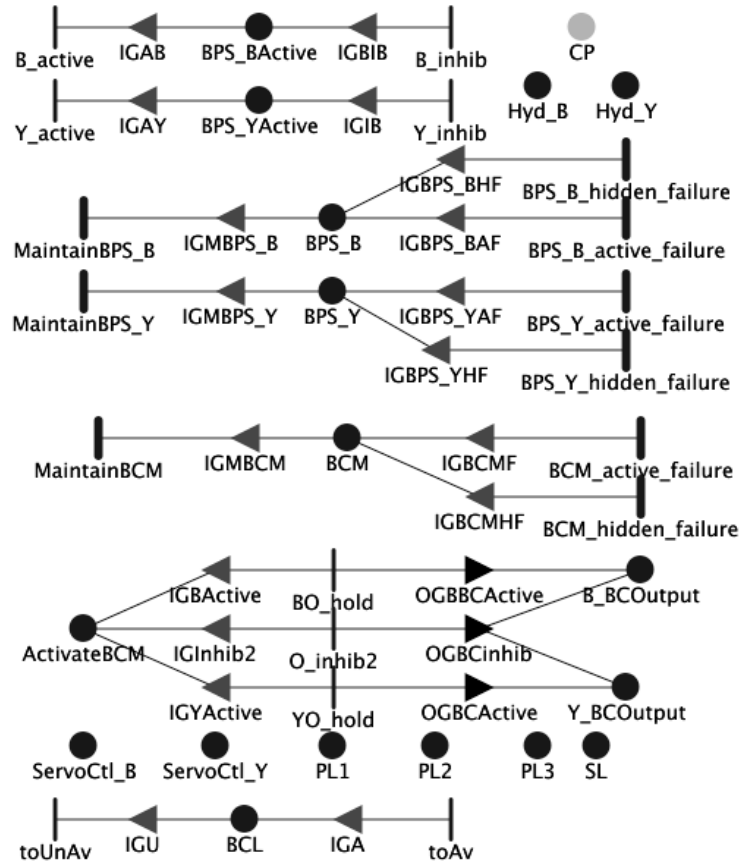 B_active IGAB BPS_BActive IGBIB B_inhib CP
Hyd_B Hyd_Y
Y_active IGAY BPS_YActive IGIB Y_inhib
IGBPS_BHF BPS_B_hidden_failure
MaintainBPS_B IGMBPS_B BPS_B IGBPS_BAF BPS_B_active_failure
MaintainBPS_Y IGMBPS_Y BPS_Y IGBPS_YAF BPS_Y_active_failure
IGBPS_YHF BPS_Y_hidden_failure
MaintainBCM IGMBCM BCM IGBCMF BCM_active_failure
IGBCMHF BCM_hidden_failure
IGBActive BO_hold OGBBCActive B_BCOutput
ActivateBCM IGInhib2 O_inhib2 OGBCinhib
IGYActive YO_hold OGBCActive Y_BCOutput
ServoCtl_B ServoCtl_Y PL1 PL2 PL3 SL
toUnAv IGU BCL IGA toAv